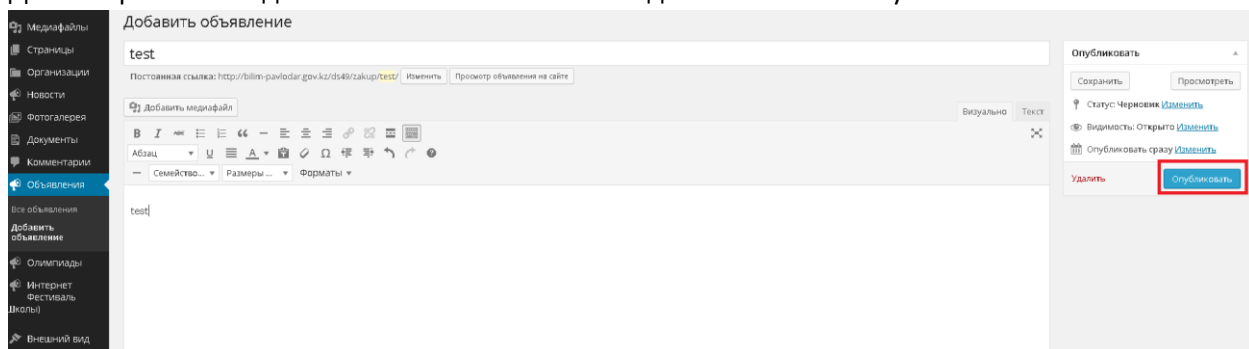 Добавить объявление
Медиафайлы
Страницы
Организации
Новости
Фотогалерея
Документы
Комментарии
Объявления
Все объявления
Добавить
объявление
Олимпиады
Интернет
Фестиваль
Школы)
Внешний вид
test
Постоянная ссылка: http://bilim-pavlodar.gov.kz/ds49/zakup/test/ Изменить Просмотр объявления на сайте
Добавить медиафайл
Визуально Текст
B I ABC
Абзац U A Ω
Семейство... Размеры ... Форматы
test
Опубликовать
Сохранить Просмотреть
Статус: Черновик Изменить
Видимость: Открыто Изменить
Опубликовать сразу Изменить
Удалить Опубликовать